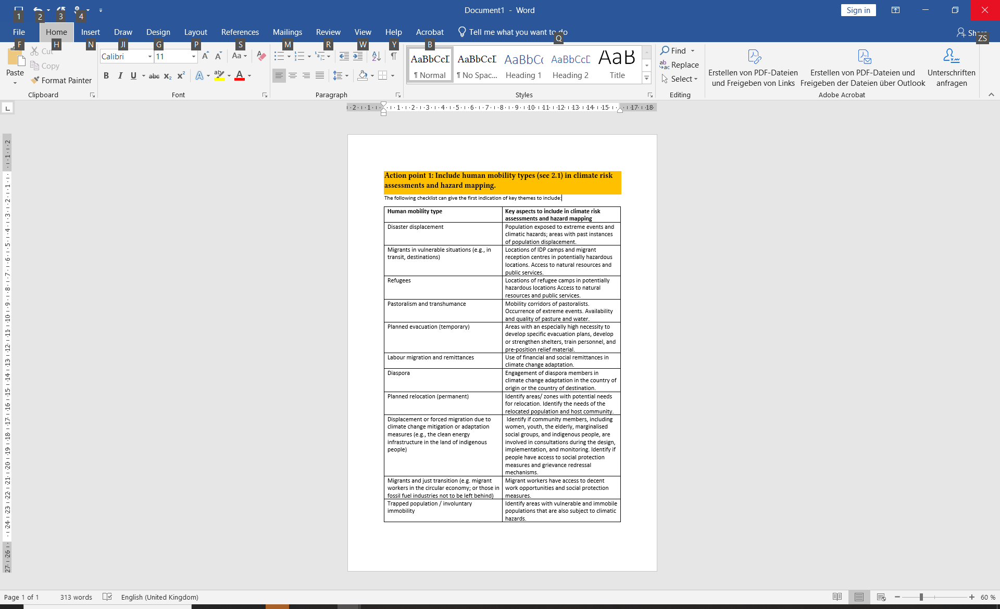 Document1 - Word
Sign in
1 2 3 4
File Home Insert Draw Design Layout References Mailings Review View Help Acrobat Tell me what you want to do
F H N JI G P S M R W Y B Q ZS
Paste
Cut
Copy
Format Painter
Clipboard
Calibri 11
Font
Paragraph
AaBbCcI AaBbCcI AaBbC AaBbCcD AaB
¶ Normal ¶ No Spac... Heading 1 Heading 2 Title
Styles
Find
Replace
Select
Editing
Erstellen von PDF-Dateien
und Freigeben von Links
Erstellen von PDF-Dateien und
Freigeben der Dateien über Outlook
Unterschriften
anfragen
Adobe Acrobat
Action point 1: Include human mobility types (see 2.1) in climate risk
assessments and hazard mapping.
The following checklist can give the first indication of key themes to include:
Human mobility type
Key aspects to include in climate risk
assessments and hazard mapping
Disaster displacement
Population exposed to extreme events and
climatic hazards; areas with past instances
of population displacement.
Migrants in vulnerable situations (e.g., in
transit, destinations)
Locations of IDP camps and migrant
reception centres in potentially hazardous
locations. Access to natural resources and
public services.
Refugees
Locations of refugee camps in potentially
hazardous locations Access to natural
resources and public services.
Pastoralism and transhumance
Mobility corridors of pastoralists.
Occurrence of extreme events. Availability
and quality of pasture and water.
Planned evacuation (temporary)
Areas with an especially high necessity to
develop specific evacuation plans, develop
or strengthen shelters, train personnel, and
pre-position relief material.
Labour migration and remittances
Use of financial and social remittances in
climate change adaptation.
Diaspora
Engagement of diaspora members in
climate change adaptation in the country of
origin or the country of destination.
Planned relocation (permanent)
Identify areas/ zones with potential needs
for relocation. Identify the needs of the
relocated population and host community.
Displacement or forced migration due to
climate change mitigation or adaptation
measures (e.g., the clean energy
infrastructure in the land of indigenous
people)
Identify if community members, including
women, youth, the elderly, marginalised
social groups, and indigenous people, are
involved in consultations during the design,
implementation, and monitoring. Identify if
people have access to social protection
measures and grievance redressal
mechanisms.
Migrants and just transition (e.g. migrant
workers in the circular economy; or those in
fossil fuel industries not to be left behind)
Migrant workers have access to decent
work opportunities and social protection
measures.
Trapped population / involuntary
immobility
Identify areas with vulnerable and immobile
populations that are also subject to climatic
hazards.
Page 1 of 1 313 words English (United Kingdom) 60 %